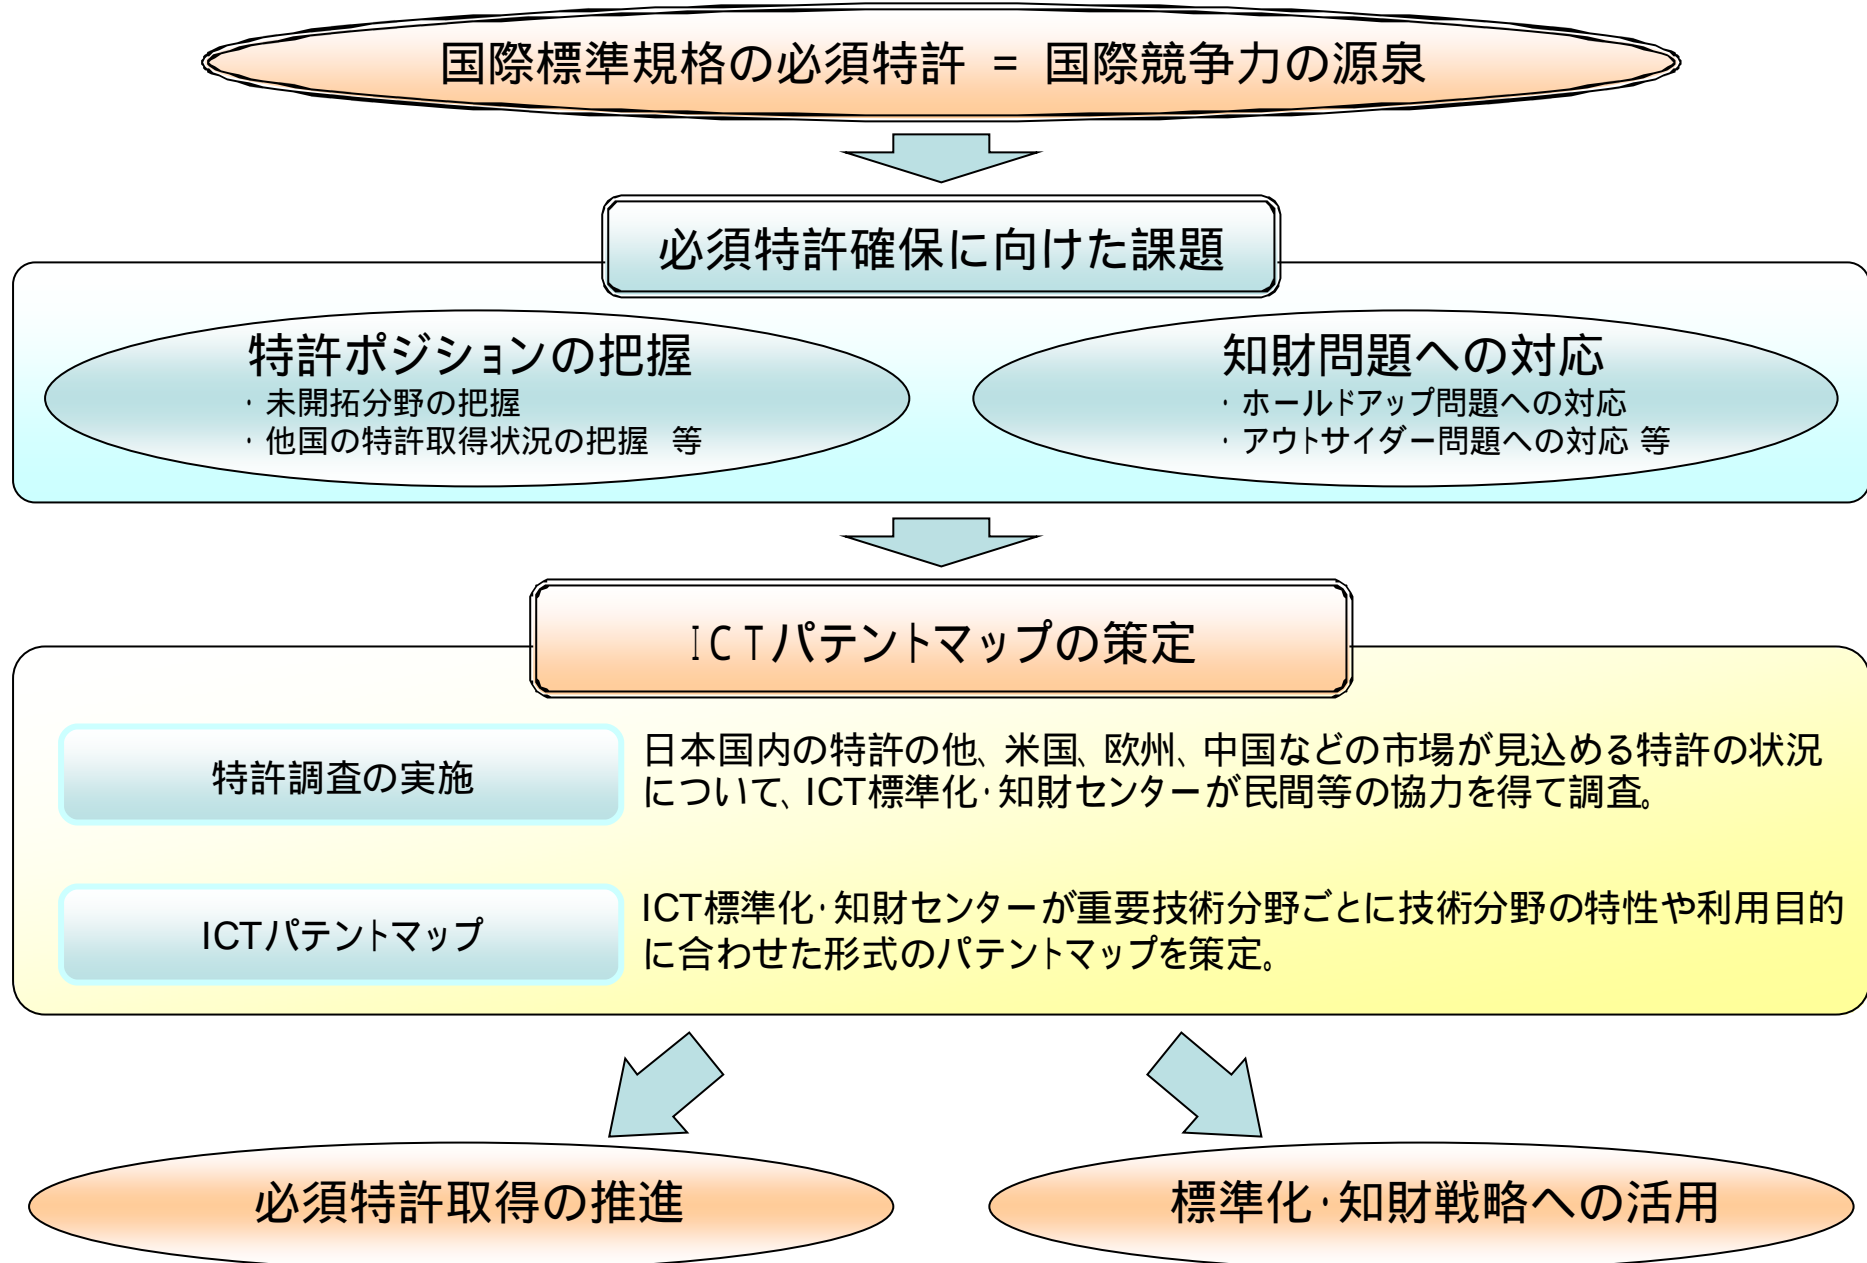 国際標準規格の必須特許 = 国際競争力の源泉
必須特許確保に向けた課題
特許ポジションの把握
・未開拓分野の把握
・他国の特許取得状況の把握 等
知財問題への対応
・ホールドアップ問題への対応
・アウトサイダー問題への対応 等
ICTパテントマップの策定
特許調査の実施
日本国内の特許の他、米国、欧州、中国などの市場が見込める特許の状況
について、ICT標準化・知財センターが民間等の協力を得て調査。
ICTパテントマップ
ICT標準化・知財センターが重要技術分野ごとに技術分野の特性や利用目的
に合わせた形式のパテントマップを策定。
必須特許取得の推進
標準化・知財戦略への活用